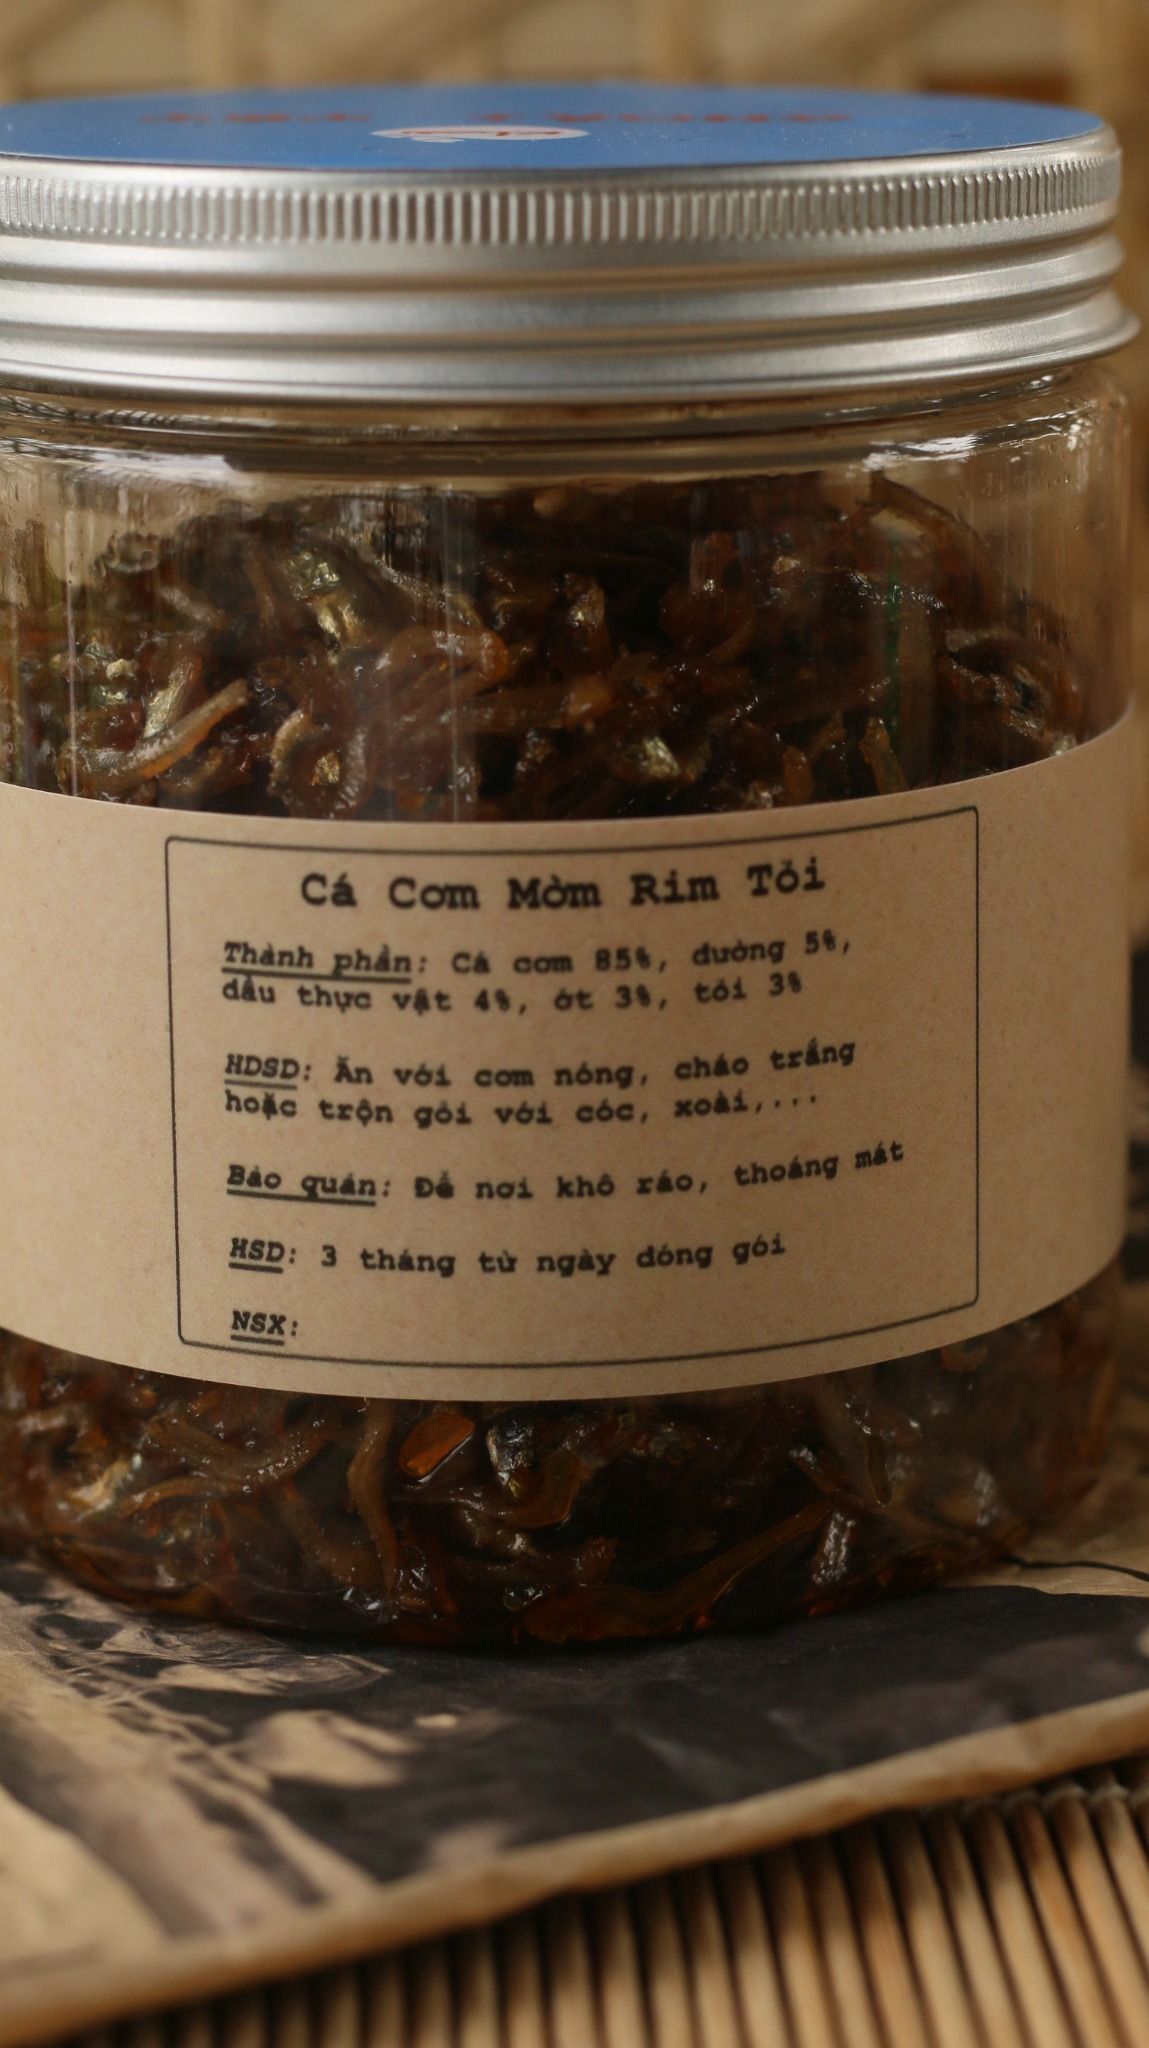 Cá Cơm Mờm Rim Tỏi
Thành phần: Cá cơm 85%, đường 5%,
dầu thực vật 4%, ớt 3%, tỏi 3%
HDSD: Ăn với cơm nóng, cháo trắng
hoặc trộn gỏi với cóc, xoài,...
Bảo quản: Để nơi khô ráo, thoáng mát
HSD: 3 tháng từ ngày đóng gói
NSX: